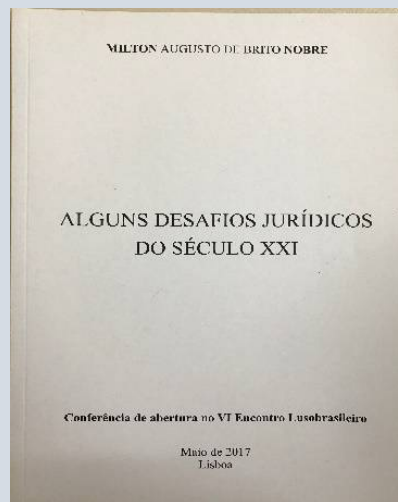 MILTON AUGUSTO DE BRITO NOBRE
ALGUNS DESAFIOS JURÍDICOS
DO SÉCULO XXI
Conferência de abertura no VI Encontro Lusobrasileiro
Maio de 2017
Lisboa